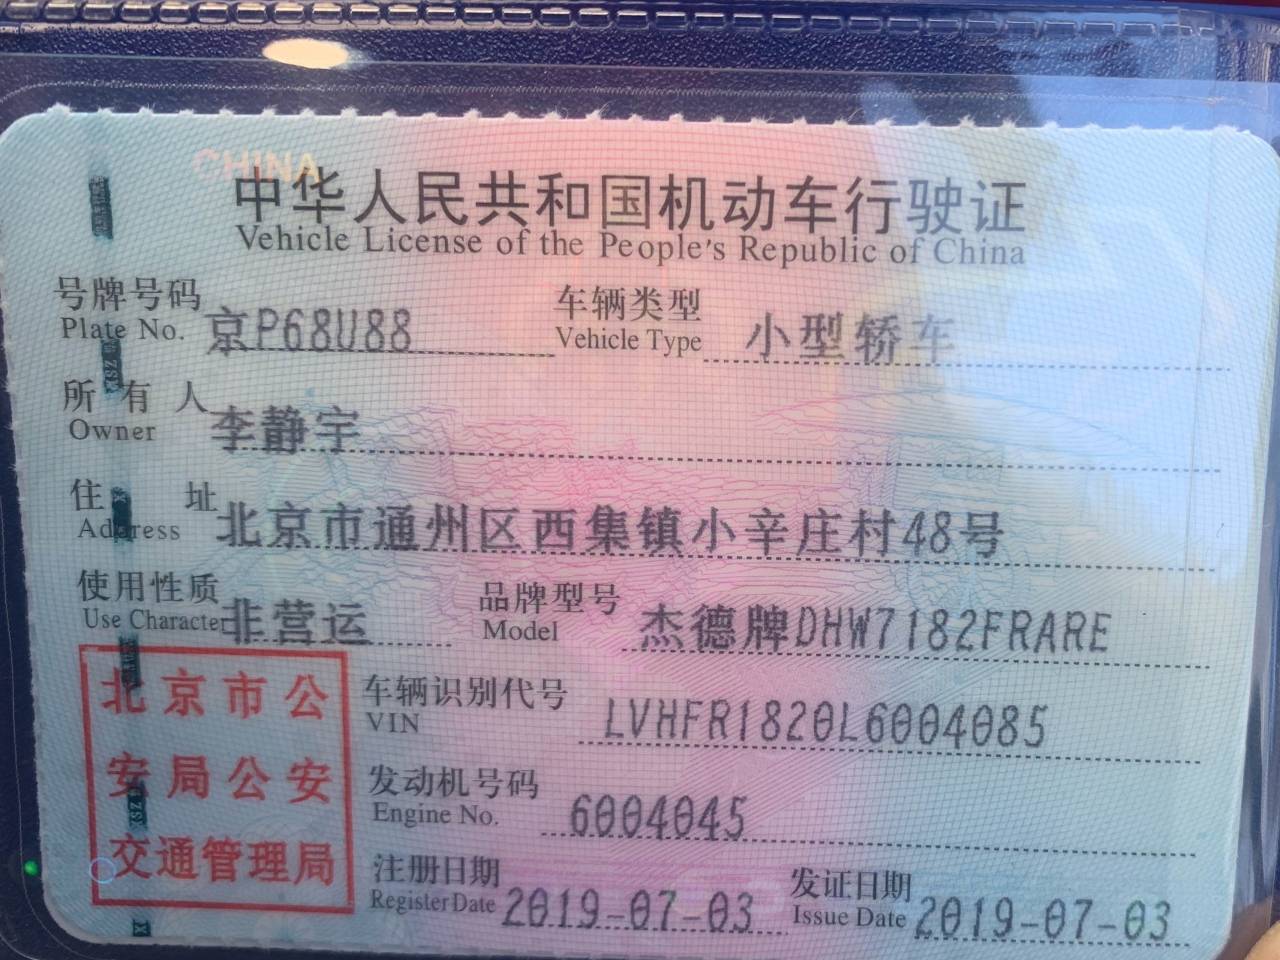 CHINA
中华人民共和国机动车行驶证
Vehicle License of the People's Republic of China
号牌号码 京P68U88 车辆类型 小型轿车
Plate No. Vehicle Type
所有人 李静宇
Owner
住址 北京市通州区西集镇小辛庄村48号
Address
使用性质 非营运 品牌型号 杰德牌DHW7182FRARE
Use Character Model
北京市公
安局公安
交通管理局
车辆识别代号 LVHFR1820L6004085
VIN
发动机号码 6004045
Engine No.
注册日期 2019-07-03 发证日期 2019-07-03
Register Date Issue Date